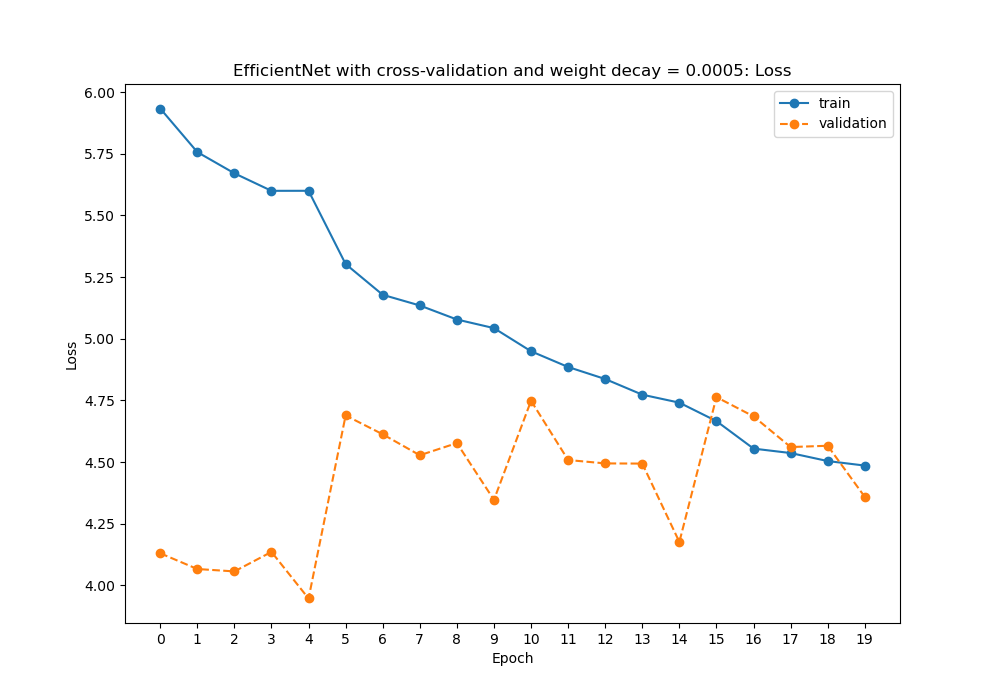 EfficientNet with cross-validation and weight decay = 0.0005: Loss
train
validation
6.00
5.75
5.50
5.25
5.00
4.75
4.50
4.25
4.00
Loss
0 1 2 3 4 5 6 7 8 9 10 11 12 13 14 15 16 17 18 19
Epoch